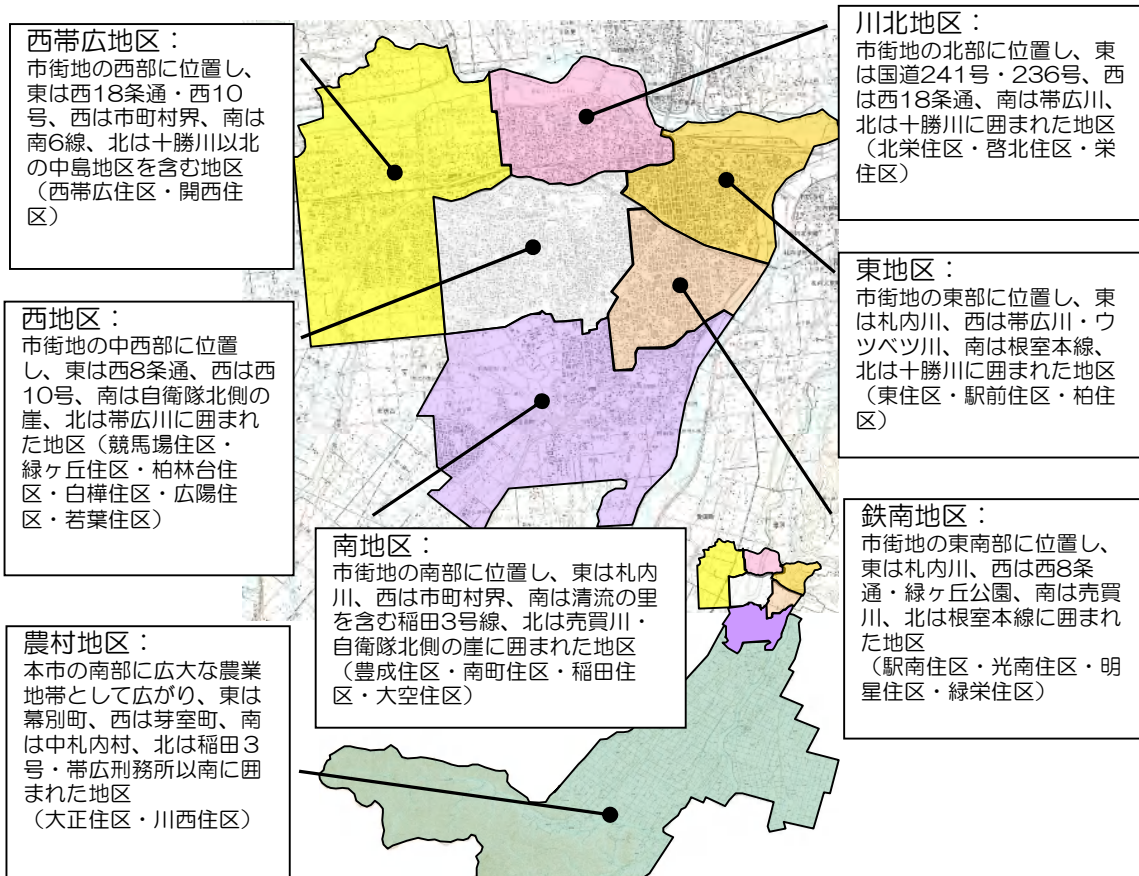 西帯広地区：
市街地の西部に位置し、
東は西18条通・西10
号、西は市町村界、南は
南6線、北は十勝川以北
の中島地区を含む地区
（西帯広住区・開西住
区）
川北地区：
市街地の北部に位置し、東
は国道241号・236号、西
は西18条通、南は帯広川、
北は十勝川に囲まれた地区
（北栄住区・啓北住区・栄
住区）
西地区：
市街地の中西部に位置
し、東は西8条通、西は西
10号、南は自衛隊北側の
崖、北は帯広川に囲まれ
た地区（競馬場住区・
緑ヶ丘住区・柏林台住
区・白樺住区・広陽住
区・若葉住区）
東地区：
市街地の東部に位置し、東
は札内川、西は帯広川・ウ
ツベツ川、南は根室本線、
北は十勝川に囲まれた地区
（東住区・駅前住区・柏住
区）
南地区：
市街地の南部に位置し、東は札内
川、西は市町村界、南は清流の里
を含む稲田3号線、北は売買川・
自衛隊北側の崖に囲まれた地区
（豊成住区・南町住区・稲田住
区・大空住区）
鉄南地区：
市街地の東南部に位置し、
東は札内川、西は西8条
通・緑ヶ丘公園、南は売買
川、北は根室本線に囲まれ
た地区
（駅南住区・光南住区・明
星住区・緑栄住区）
農村地区：
本市の南部に広大な農業
地帯として広がり、東は
幕別町、西は芽室町、南
は中札内村、北は稲田3
号・帯広刑務所以南に囲
まれた地区
（大正住区・川西住区）